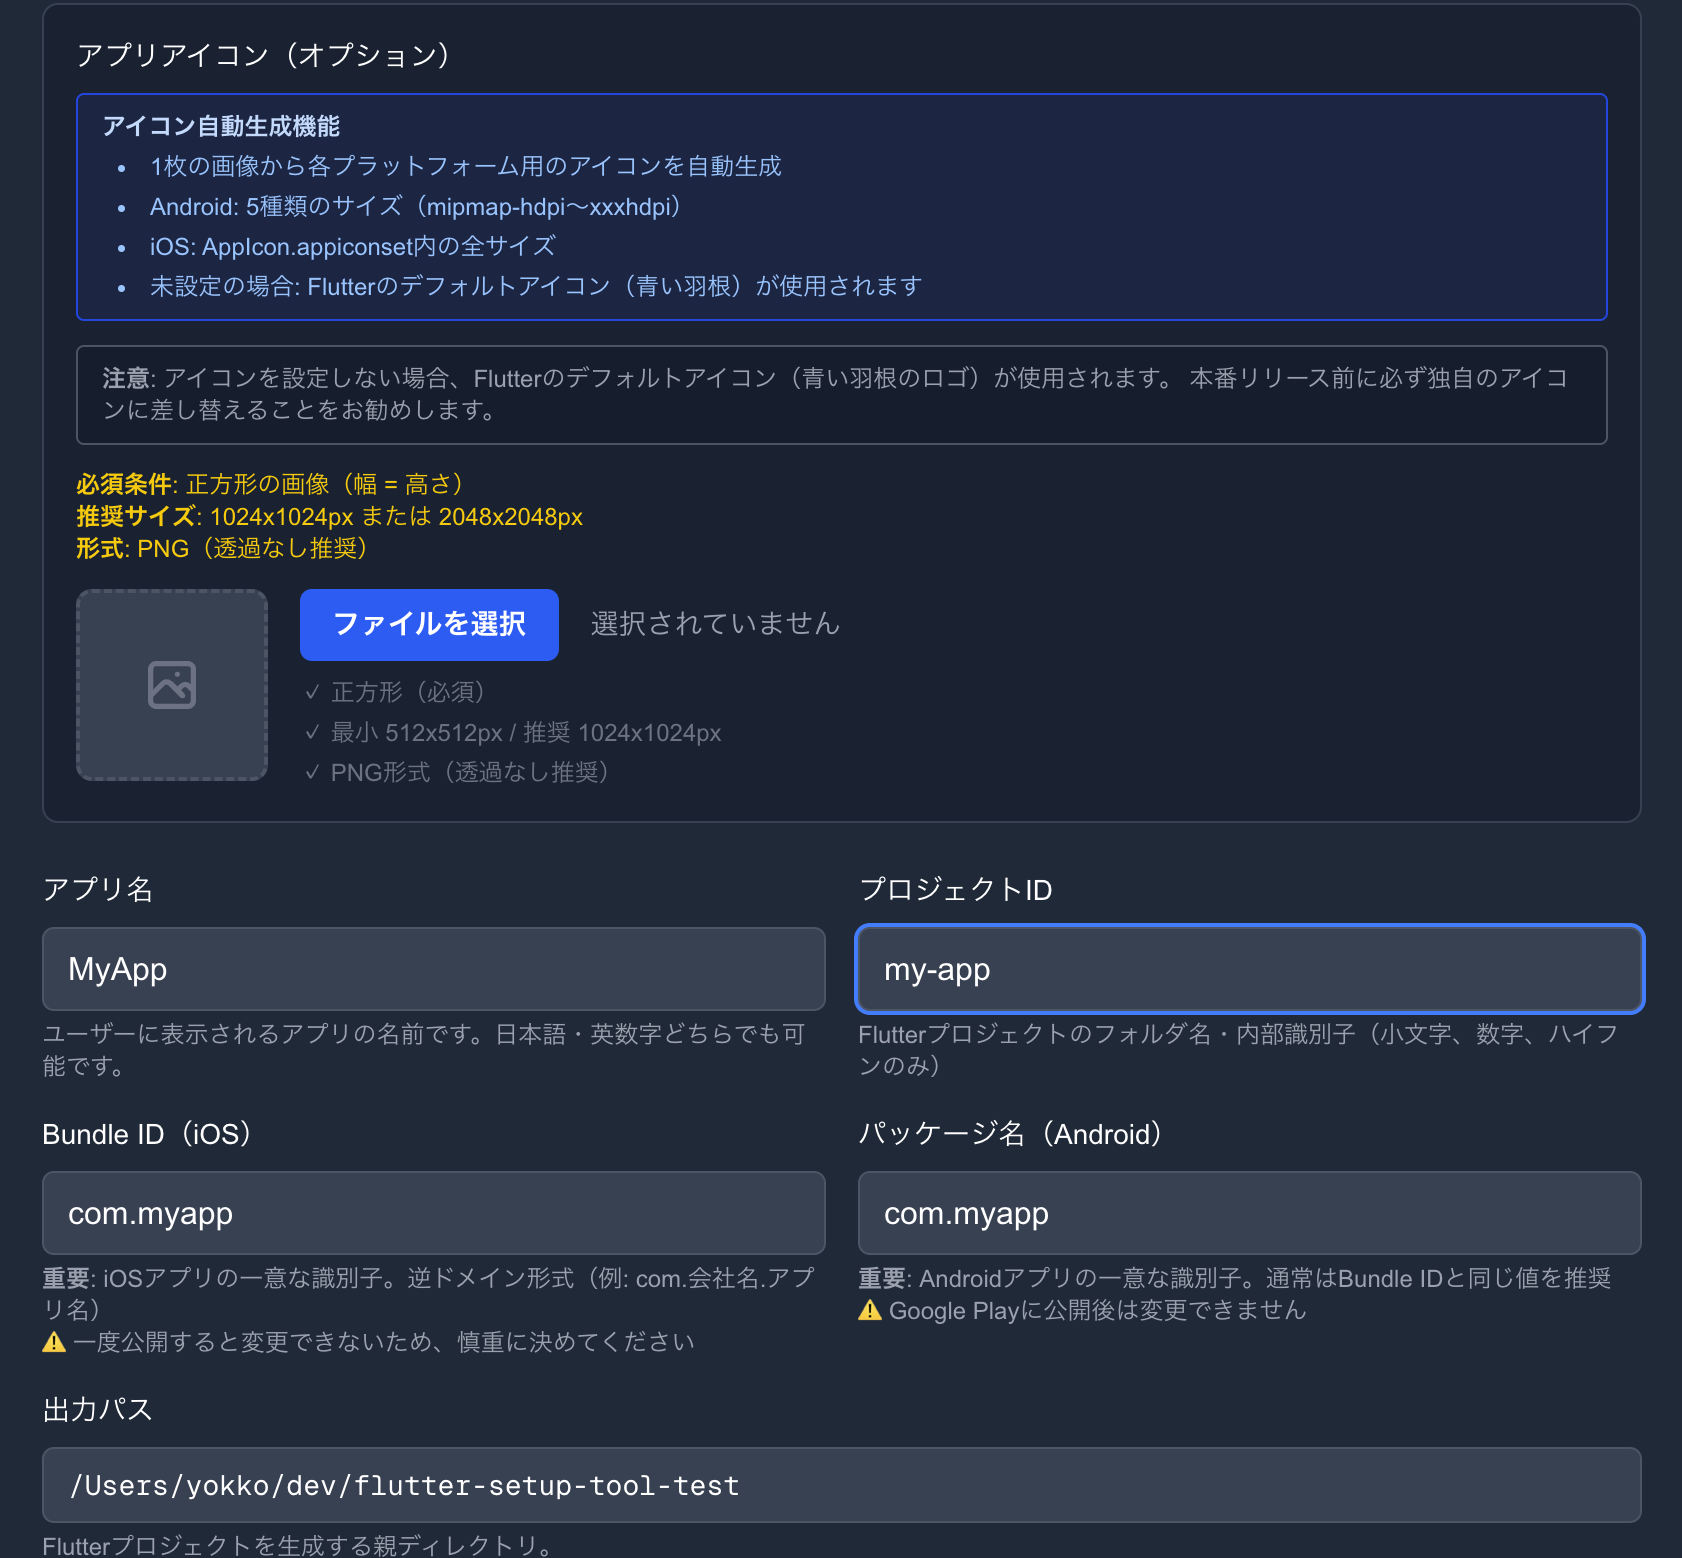 アプリアイコン（オプション）
アイコン自動生成機能
• 1枚の画像から各プラットフォーム用のアイコンを自動生成
• Android: 5種類のサイズ（mipmap-hdpi〜xxxhdpi）
• iOS: AppIcon.appiconset内の全サイズ
• 未設定の場合: Flutterのデフォルトアイコン（青い羽根）が使用されます
注意: アイコンを設定しない場合、Flutterのデフォルトアイコン（青い羽根のロゴ）が使用されます。 本番リリース前に必ず独自のアイコ
ンに差し替えることをお勧めします。
必須条件: 正方形の画像（幅 = 高さ）
推奨サイズ: 1024x1024px または 2048x2048px
形式: PNG（透過なし推奨）
ファイルを選択 選択されていません
✓ 正方形（必須）
✓ 最小 512x512px / 推奨 1024x1024px
✓ PNG形式（透過なし推奨）
アプリ名
MyApp
ユーザーに表示されるアプリの名前です。日本語・英数字どちらでも可
能です。
プロジェクトID
my-app
Flutterプロジェクトのフォルダ名・内部識別子（小文字、数字、ハイフ
ンのみ）
Bundle ID（iOS）
com.myapp
重要: iOSアプリの一意な識別子。逆ドメイン形式（例: com.会社名.アプ
リ名）
⚠️ 一度公開すると変更できないため、慎重に決めてください
パッケージ名（Android）
com.myapp
重要: Androidアプリの一意な識別子。通常はBundle IDと同じ値を推奨
⚠️ Google Playに公開後は変更できません
出力パス
/Users/yokko/dev/flutter-setup-tool-test
Flutterプロジェクトを生成する親ディレクトリ。